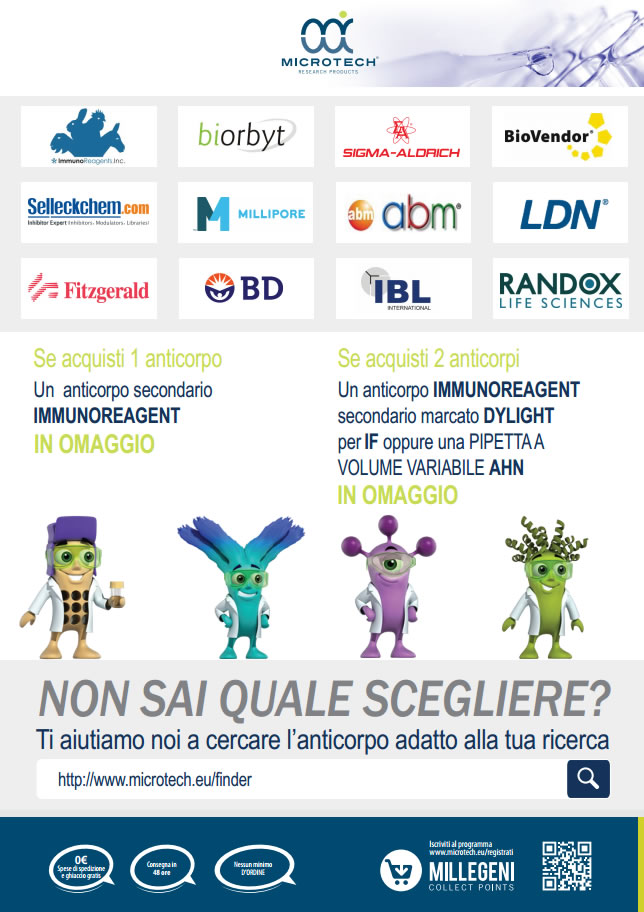 MICROTECH®
RESEARCH PRODUCTS
ImmunoReagents, Inc.
biorbyt
SIGMA-ALDRICH
BioVendor®
Selleckchem.com
Inhibitor Expert (Inhibitors, Modulators, Libraries)
M MILLIPORE
abm abm®
LDN®
Fitzgerald
BD
IBL
INTERNATIONAL
RANDOX
LIFE SCIENCES
Se acquisti 1 anticorpo
Un anticorpo secondario
IMMUNOREAGENT
IN OMAGGIO
Se acquisti 2 anticorpi
Un anticorpo IMMUNOREAGENT
secondario marcato DYLIGHT
per IF oppure una PIPETTA A
VOLUME VARIABILE AHN
IN OMAGGIO
NON SAI QUALE SCEGLIERE?
Ti aiutiamo noi a cercare l'anticorpo adatto alla tua ricerca
http://www.microtech.eu/finder
0€
Spese di spedizione
e ghiaccio gratis
Consegna in
48 ore
Nessun minimo
D'ORDINE
Iscriviti al programma
www.microtech.eu/registrati
MILLEGENI
COLLECT POINTS